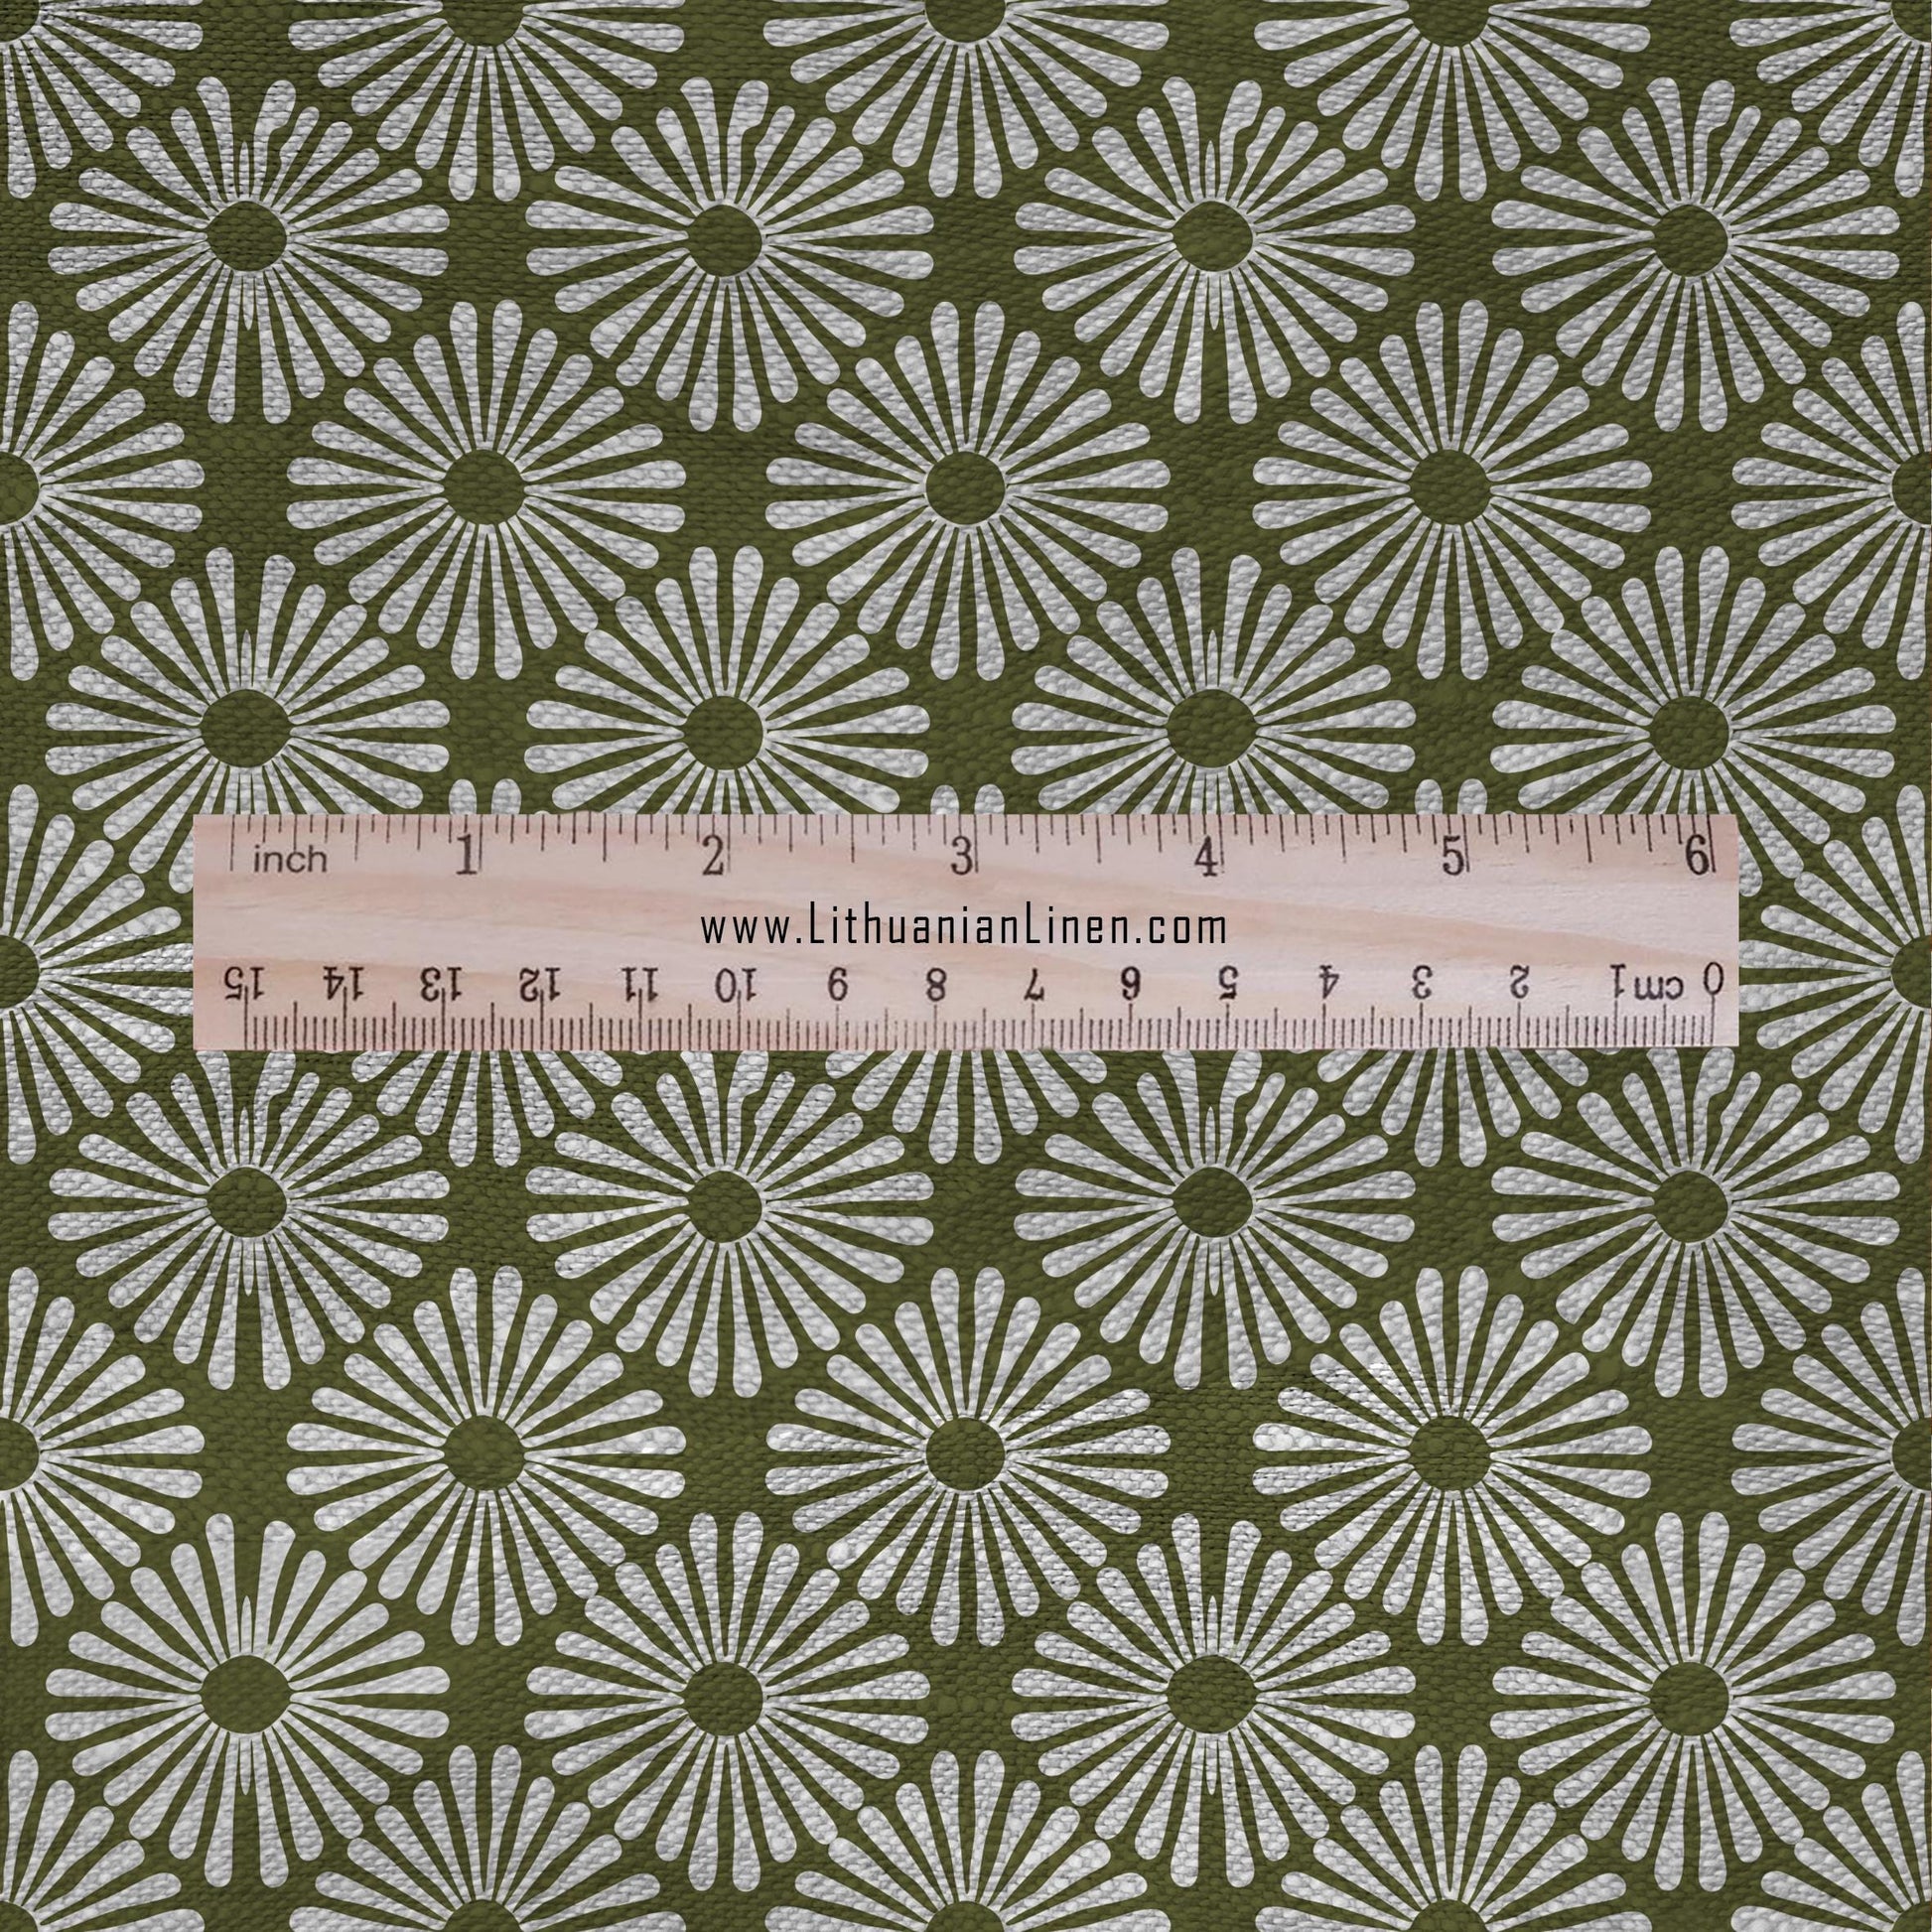 inch 1 2 3 4 5 6
www.LithuanianLinen.com
15 14 13 12 11 10 9 8 7 6 5 4 3 2 1 cm 0